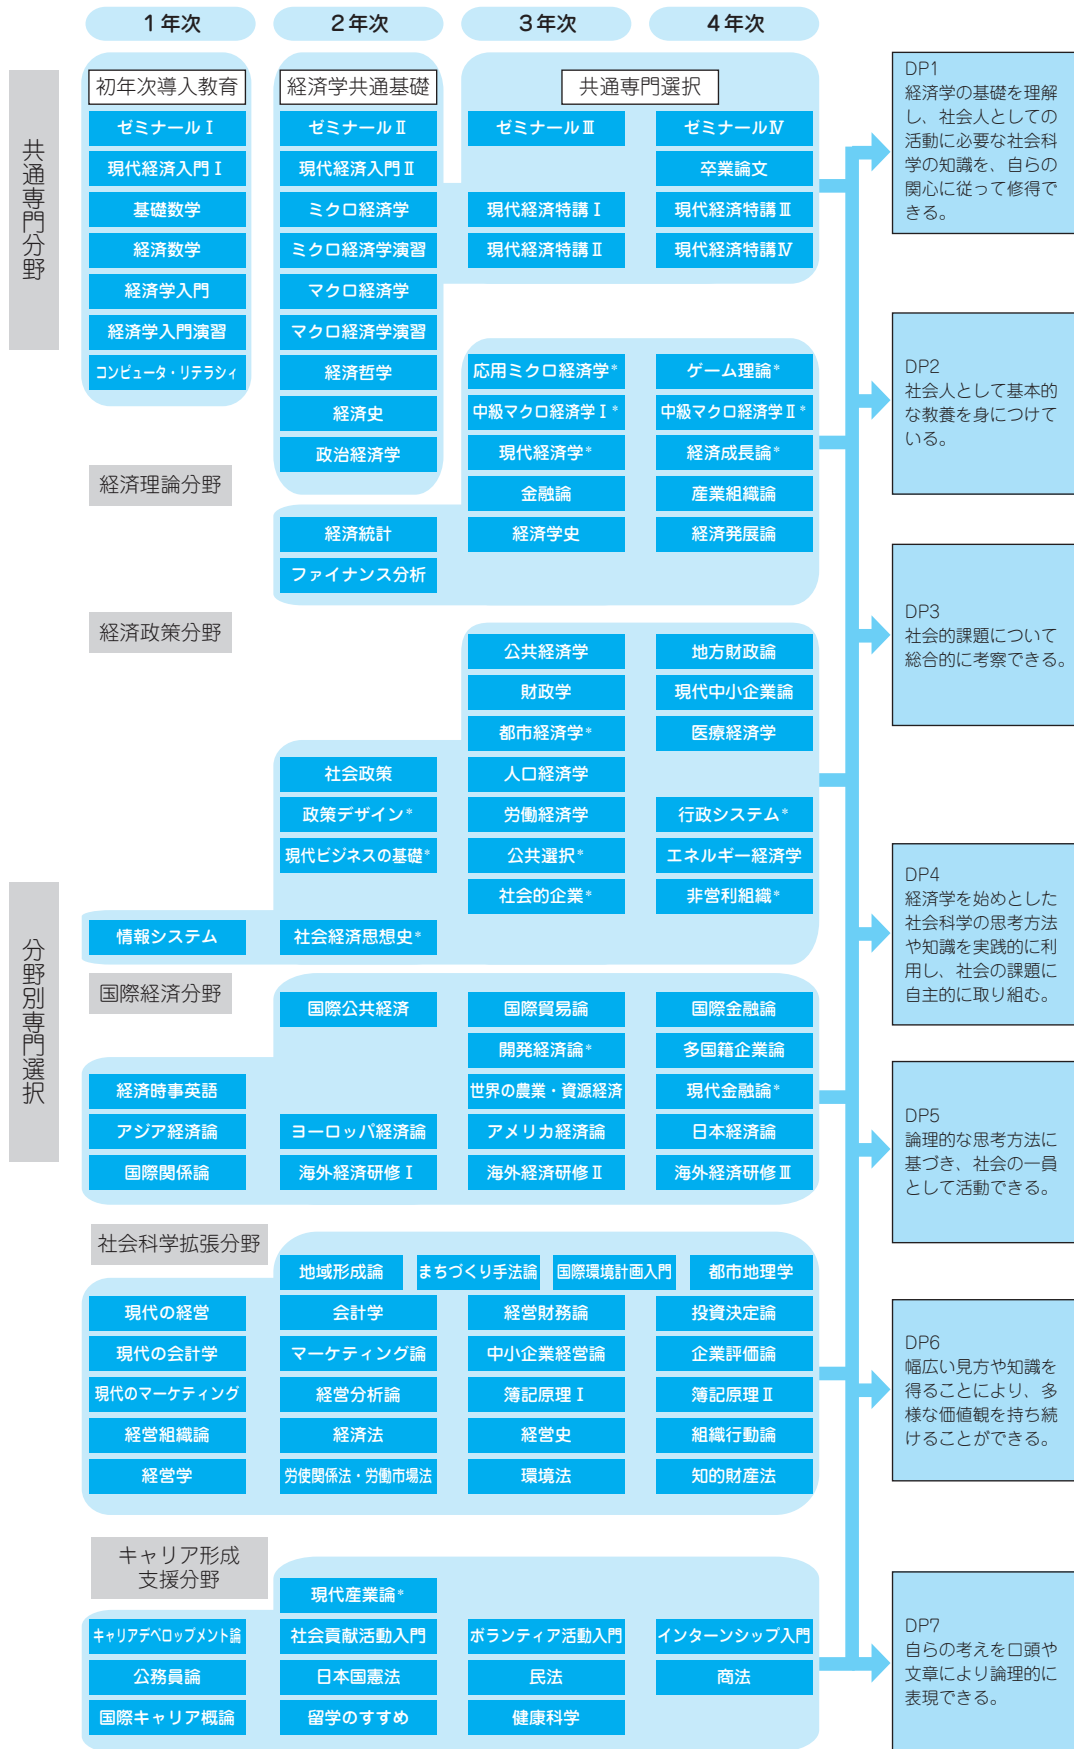 1年次
2年次
3年次
4年次
共通専門分野
初年次導入教育
経済学共通基礎
共通専門選択
ゼミナールⅠ
ゼミナールⅡ
ゼミナールⅢ
ゼミナールⅣ
現代経済入門Ⅰ
現代経済入門Ⅱ
卒業論文
基礎数学
ミクロ経済学
現代経済特講Ⅰ
現代経済特講Ⅲ
経済数学
ミクロ経済学演習
現代経済特講Ⅱ
現代経済特講Ⅳ
経済学入門
マクロ経済学
経済学入門演習
マクロ経済学演習
コンピュータ・リテラシィ
経済哲学
応用ミクロ経済学*
ゲーム理論*
経済史
中級マクロ経済学Ⅰ*
中級マクロ経済学Ⅱ*
政治経済学
現代経済学*
経済成長論*
経済理論分野
金融論
産業組織論
経済統計
経済学史
経済発展論
ファイナンス分析
分野別専門選択
経済政策分野
公共経済学
地方財政論
財政学
現代中小企業論
都市経済学*
医療経済学
社会政策
人口経済学
政策デザイン*
労働経済学
行政システム*
現代ビジネスの基礎*
公共選択*
エネルギー経済学
社会的企業*
非営利組織*
情報システム
社会経済思想史*
国際経済分野
国際公共経済
国際貿易論
国際金融論
開発経済論*
多国籍企業論
経済時事英語
世界の農業・資源経済
現代金融論*
アジア経済論
ヨーロッパ経済論
アメリカ経済論
日本経済論
国際関係論
海外経済研修Ⅰ
海外経済研修Ⅱ
海外経済研修Ⅲ
社会科学拡張分野
地域形成論
まちづくり手法論
国際環境計画入門
都市地理学
現代の経営
会計学
経営財務論
投資決定論
現代の会計学
マーケティング論
中小企業経営論
企業評価論
現代のマーケティング
経営分析論
簿記原理Ⅰ
簿記原理Ⅱ
経営組織論
経済法
経営史
組織行動論
経営学
労使関係法・労働市場法
環境法
知的財産法
キャリア形成
支援分野
現代産業論*
キャリアデベロップメント論
社会貢献活動入門
ボランティア活動入門
インターンシップ入門
公務員論
日本国憲法
民法
商法
国際キャリア概論
留学のすすめ
健康科学
DP1
経済学の基礎を理解
し、社会人としての
活動に必要な社会科
学の知識を、自らの
関心に従って修得で
きる。
DP2
社会人として基本的
な教養を身につけて
いる。
DP3
社会的課題について
総合的に考察できる。
DP4
経済学を始めとした
社会科学の思考方法
や知識を実践的に利
用し、社会の課題に
自主的に取り組む。
DP5
論理的な思考方法に
基づき、社会の一員
として活動できる。
DP6
幅広い見方や知識を
得ることにより、多
様な価値観を持ち続
けることができる。
DP7
自らの考えを口頭や
文章により論理的に
表現できる。